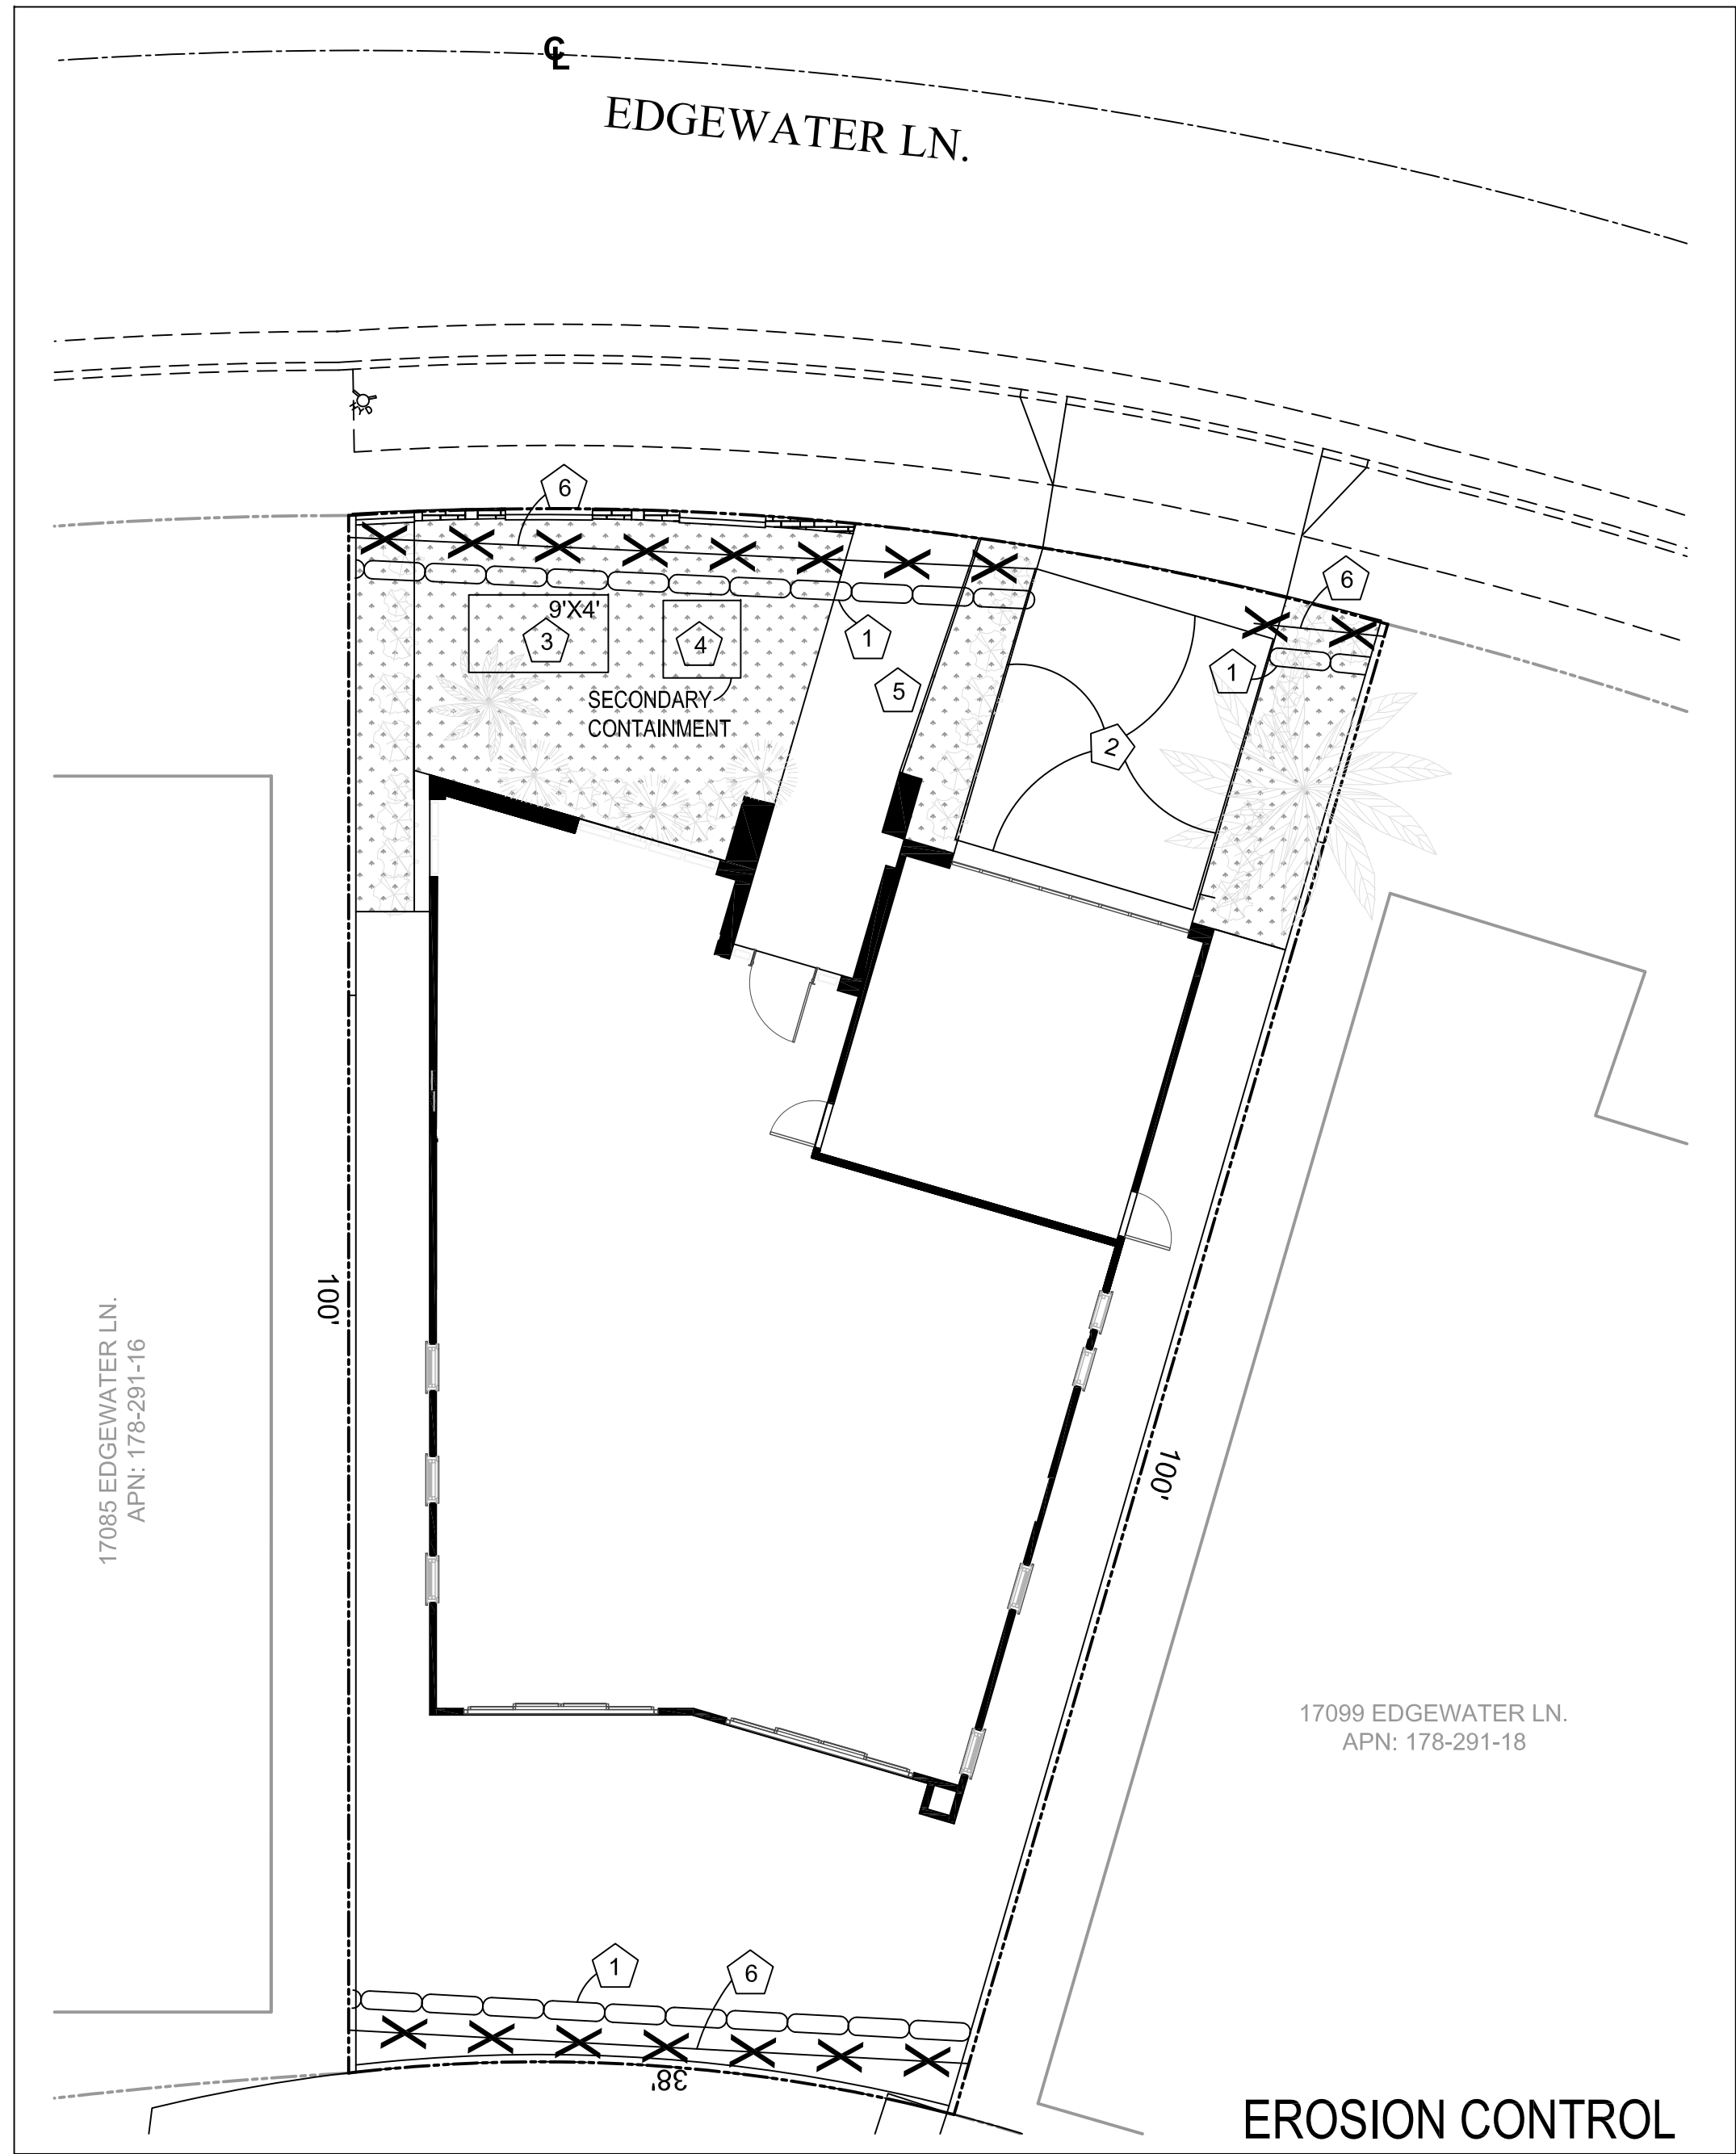 ℄
EDGEWATER LN.
6
9'X4'
3
4
1
6
1
5
SECONDARY
CONTAINMENT
2
100'
17085 EDGEWATER LN.
APN: 178-291-16
100'
17099 EDGEWATER LN.
APN: 178-291-18
1
6
38'
EROSION CONTROL